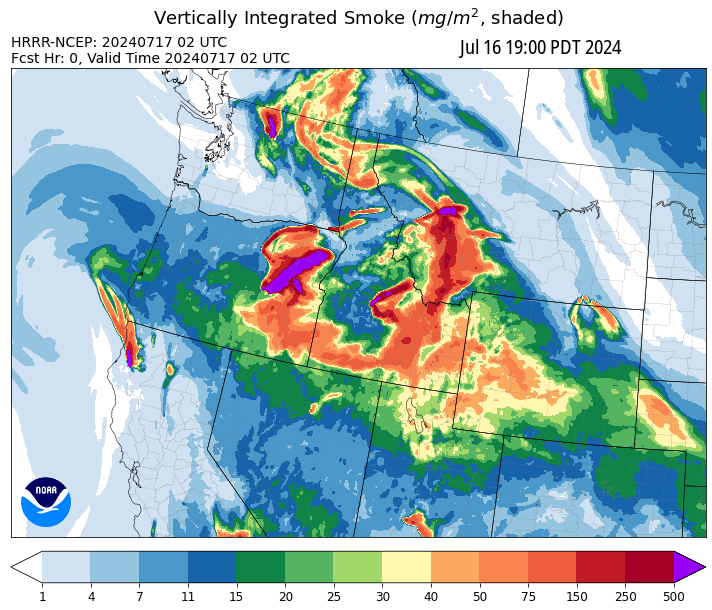 Vertically Integrated Smoke (mg/m², shaded)
HRRR-NCEP: 20240717 02 UTC
Jul 16 19:00 PDT 2024
Fcst Hr: 0, Valid Time 20240717 02 UTC
NOAA
1 4 7 11 15 20 25 30 40 50 75 150 250 500